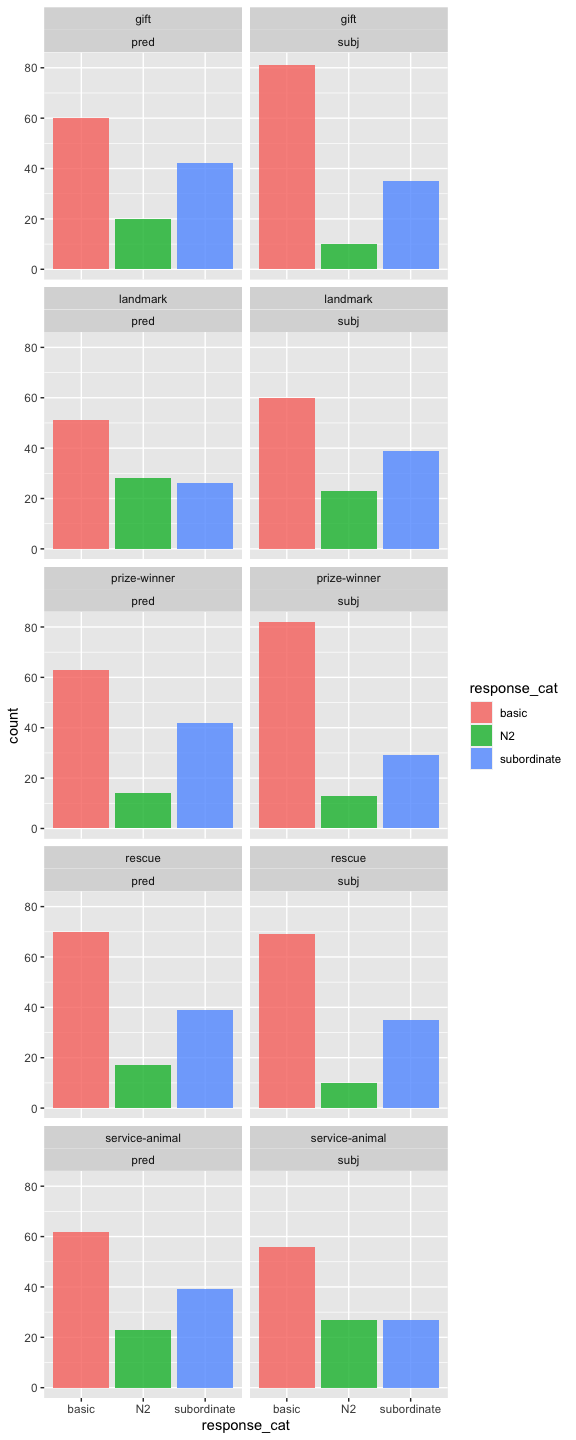 gift gift
pred subj
80
60
40
20
0
landmark landmark
pred subj
80
60
40
20
0
prize-winner prize-winner
pred subj
80
60
40
20
0
count
response_cat
basic
N2
subordinate
rescue rescue
pred subj
80
60
40
20
0
service-animal service-animal
pred subj
80
60
40
20
0
basic N2 subordinate basic N2 subordinate
response_cat